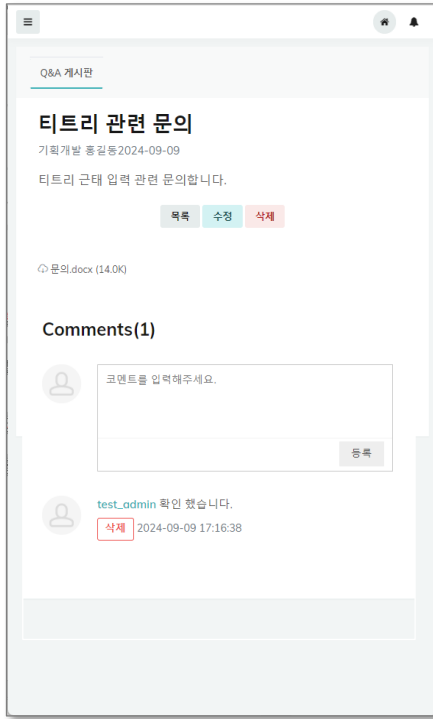 Q&A 게시판
티트리 관련 문의
기획개발 홍길동2024-09-09
티트리 근태 입력 관련 문의합니다.
목록 수정 삭제
문의.docx (14.0K)
Comments(1)
코멘트를 입력해주세요.
등록
test_admin 확인 했습니다.
삭제 2024-09-09 17:16:38